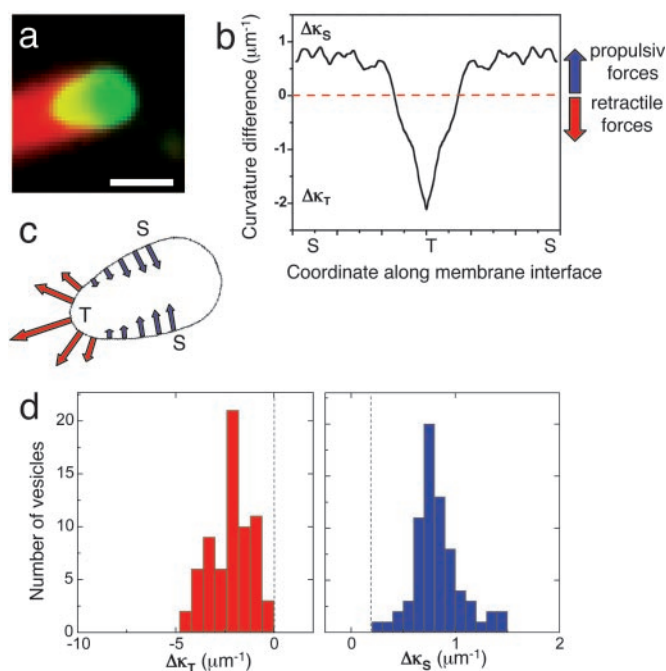 a
b
Curvature difference (μm⁻¹)
1
0
-1
-2
Δκ_S
Δκ_T
S
T
S
Coordinate along membrane interface
propulsiv
forces
retractile
forces
c
S
T
S
d
Number of vesicles
20
15
10
5
0
-10
-5
0
Δκ_T (μm⁻¹)
0
1
2
Δκ_S (μm⁻¹)